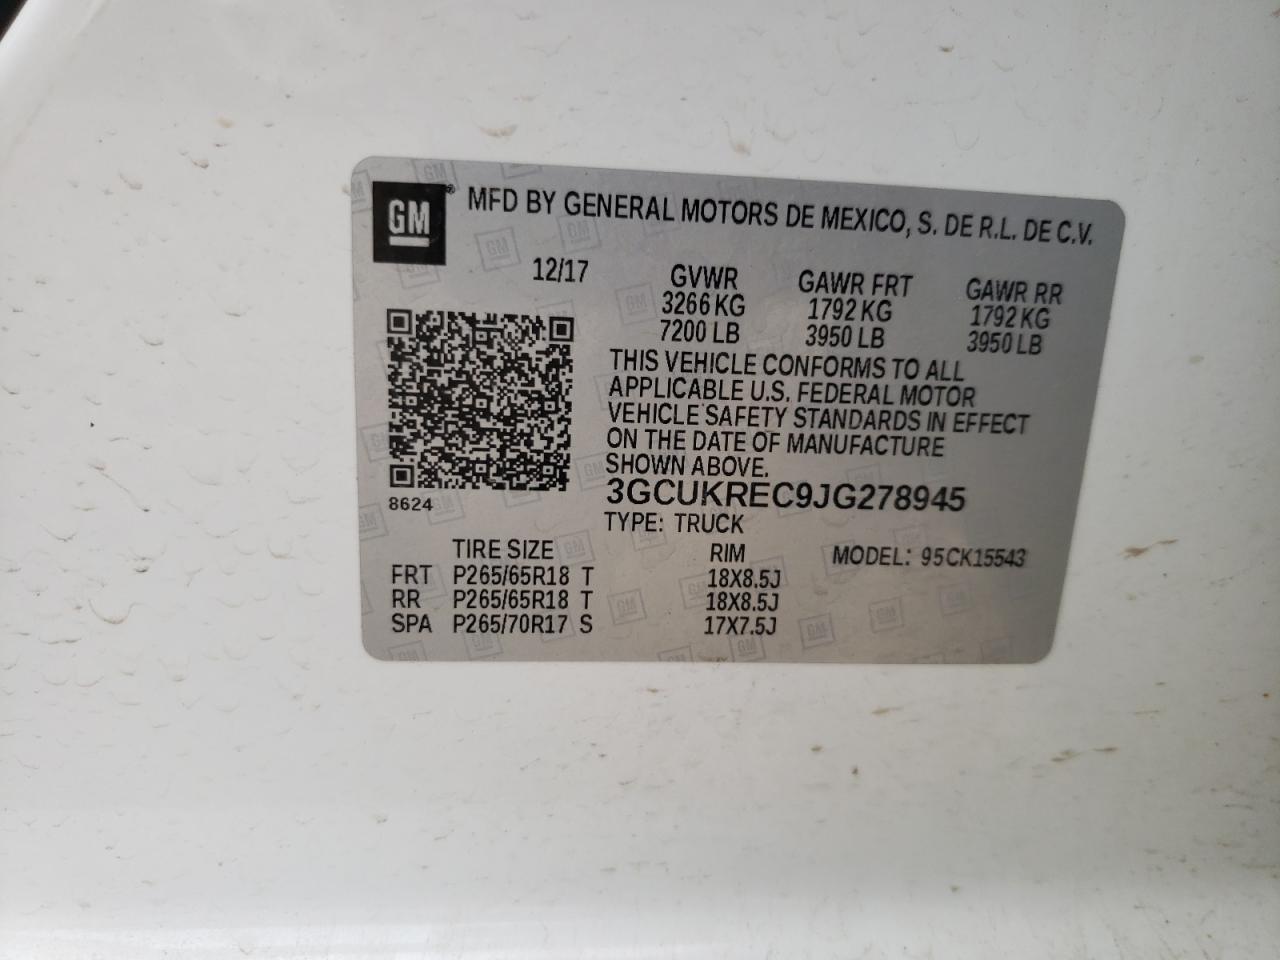 GM® MFD BY GENERAL MOTORS DE MEXICO, S. DE R.L. DE C.V.
12/17 GVWR GAWR FRT GAWR RR
3266 KG 1792 KG 1792 KG
7200 LB 3950 LB 3950 LB
THIS VEHICLE CONFORMS TO ALL
APPLICABLE U.S. FEDERAL MOTOR
VEHICLE SAFETY STANDARDS IN EFFECT
ON THE DATE OF MANUFACTURE
SHOWN ABOVE.
3GCUKREC9JG278945
8624
TYPE: TRUCK
TIRE SIZE RIM MODEL: 95CK15543
FRT P265/65R18 T 18X8.5J
RR P265/65R18 T 18X8.5J
SPA P265/70R17 S 17X7.5J